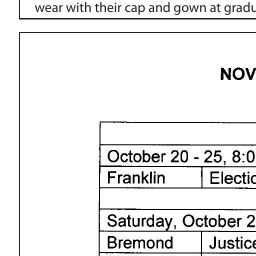 wear with their cap and gown at gradu
NOV
October 20 - 25, 8:0
Franklin Electio
Saturday, October 2
Bremond Justice